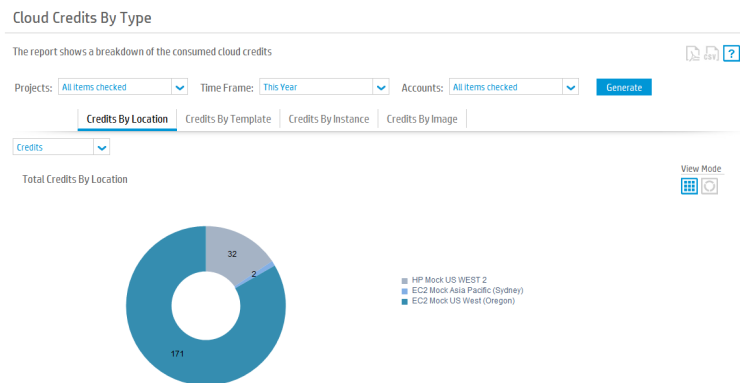 Cloud Credits By Type
The report shows a breakdown of the consumed cloud credits
CSV ?
Projects: All items checked Time Frame: This Year Accounts: All items checked Generate
Credits By Location Credits By Template Credits By Instance Credits By Image
Credits
View Mode
Total Credits By Location
32
2
171
HP Mock US WEST 2
EC2 Mock Asia Pacific (Sydney)
EC2 Mock US West (Oregon)